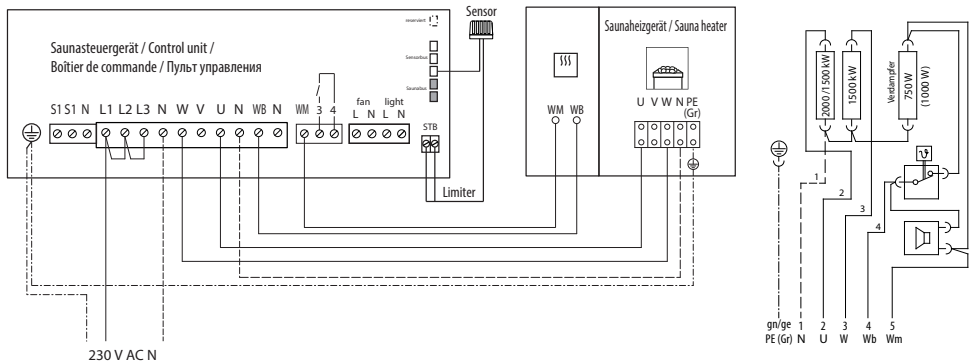 Sensor
reserviert
Saunasteuergerät / Control unit /
Boîtier de commande / Пульт управления
Sensorbus
Saunabus
S1 S1 N L1 L2 L3 N W V U N WB N WM 3 4
fan light
L N L N
STB
Limiter
Saunaheizgerät / Sauna heater
WM WB
U V W N PE
(Gr)
230 V AC N
2000/1500 kW
1500 kW
Verdampfer
750 W
(1000 W)
ϑ
1
2
3
4
gn/ge 1 2 3 4 5
PE (Gr) N U W Wb Wm